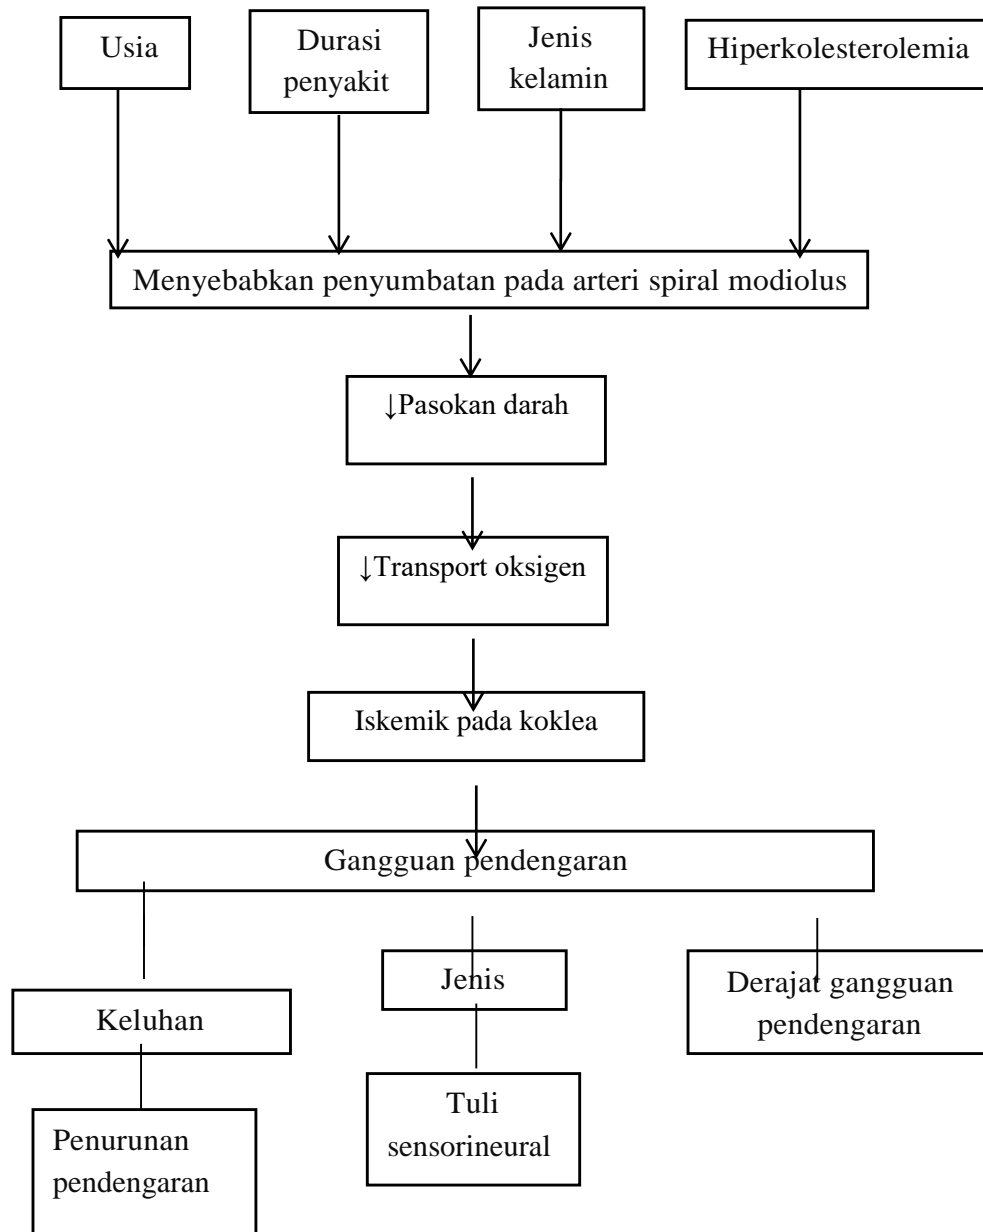 Usia
Durasi
penyakit
Jenis
kelamin
Hiperkolesterolemia
Menyebabkan penyumbatan pada arteri spiral modiolus
↓Pasokan darah
↓Transport oksigen
Iskemik pada koklea
Gangguan pendengaran
Keluhan
Jenis
Derajat gangguan
pendengaran
Penurunan
pendengaran
Tuli
sensorineural